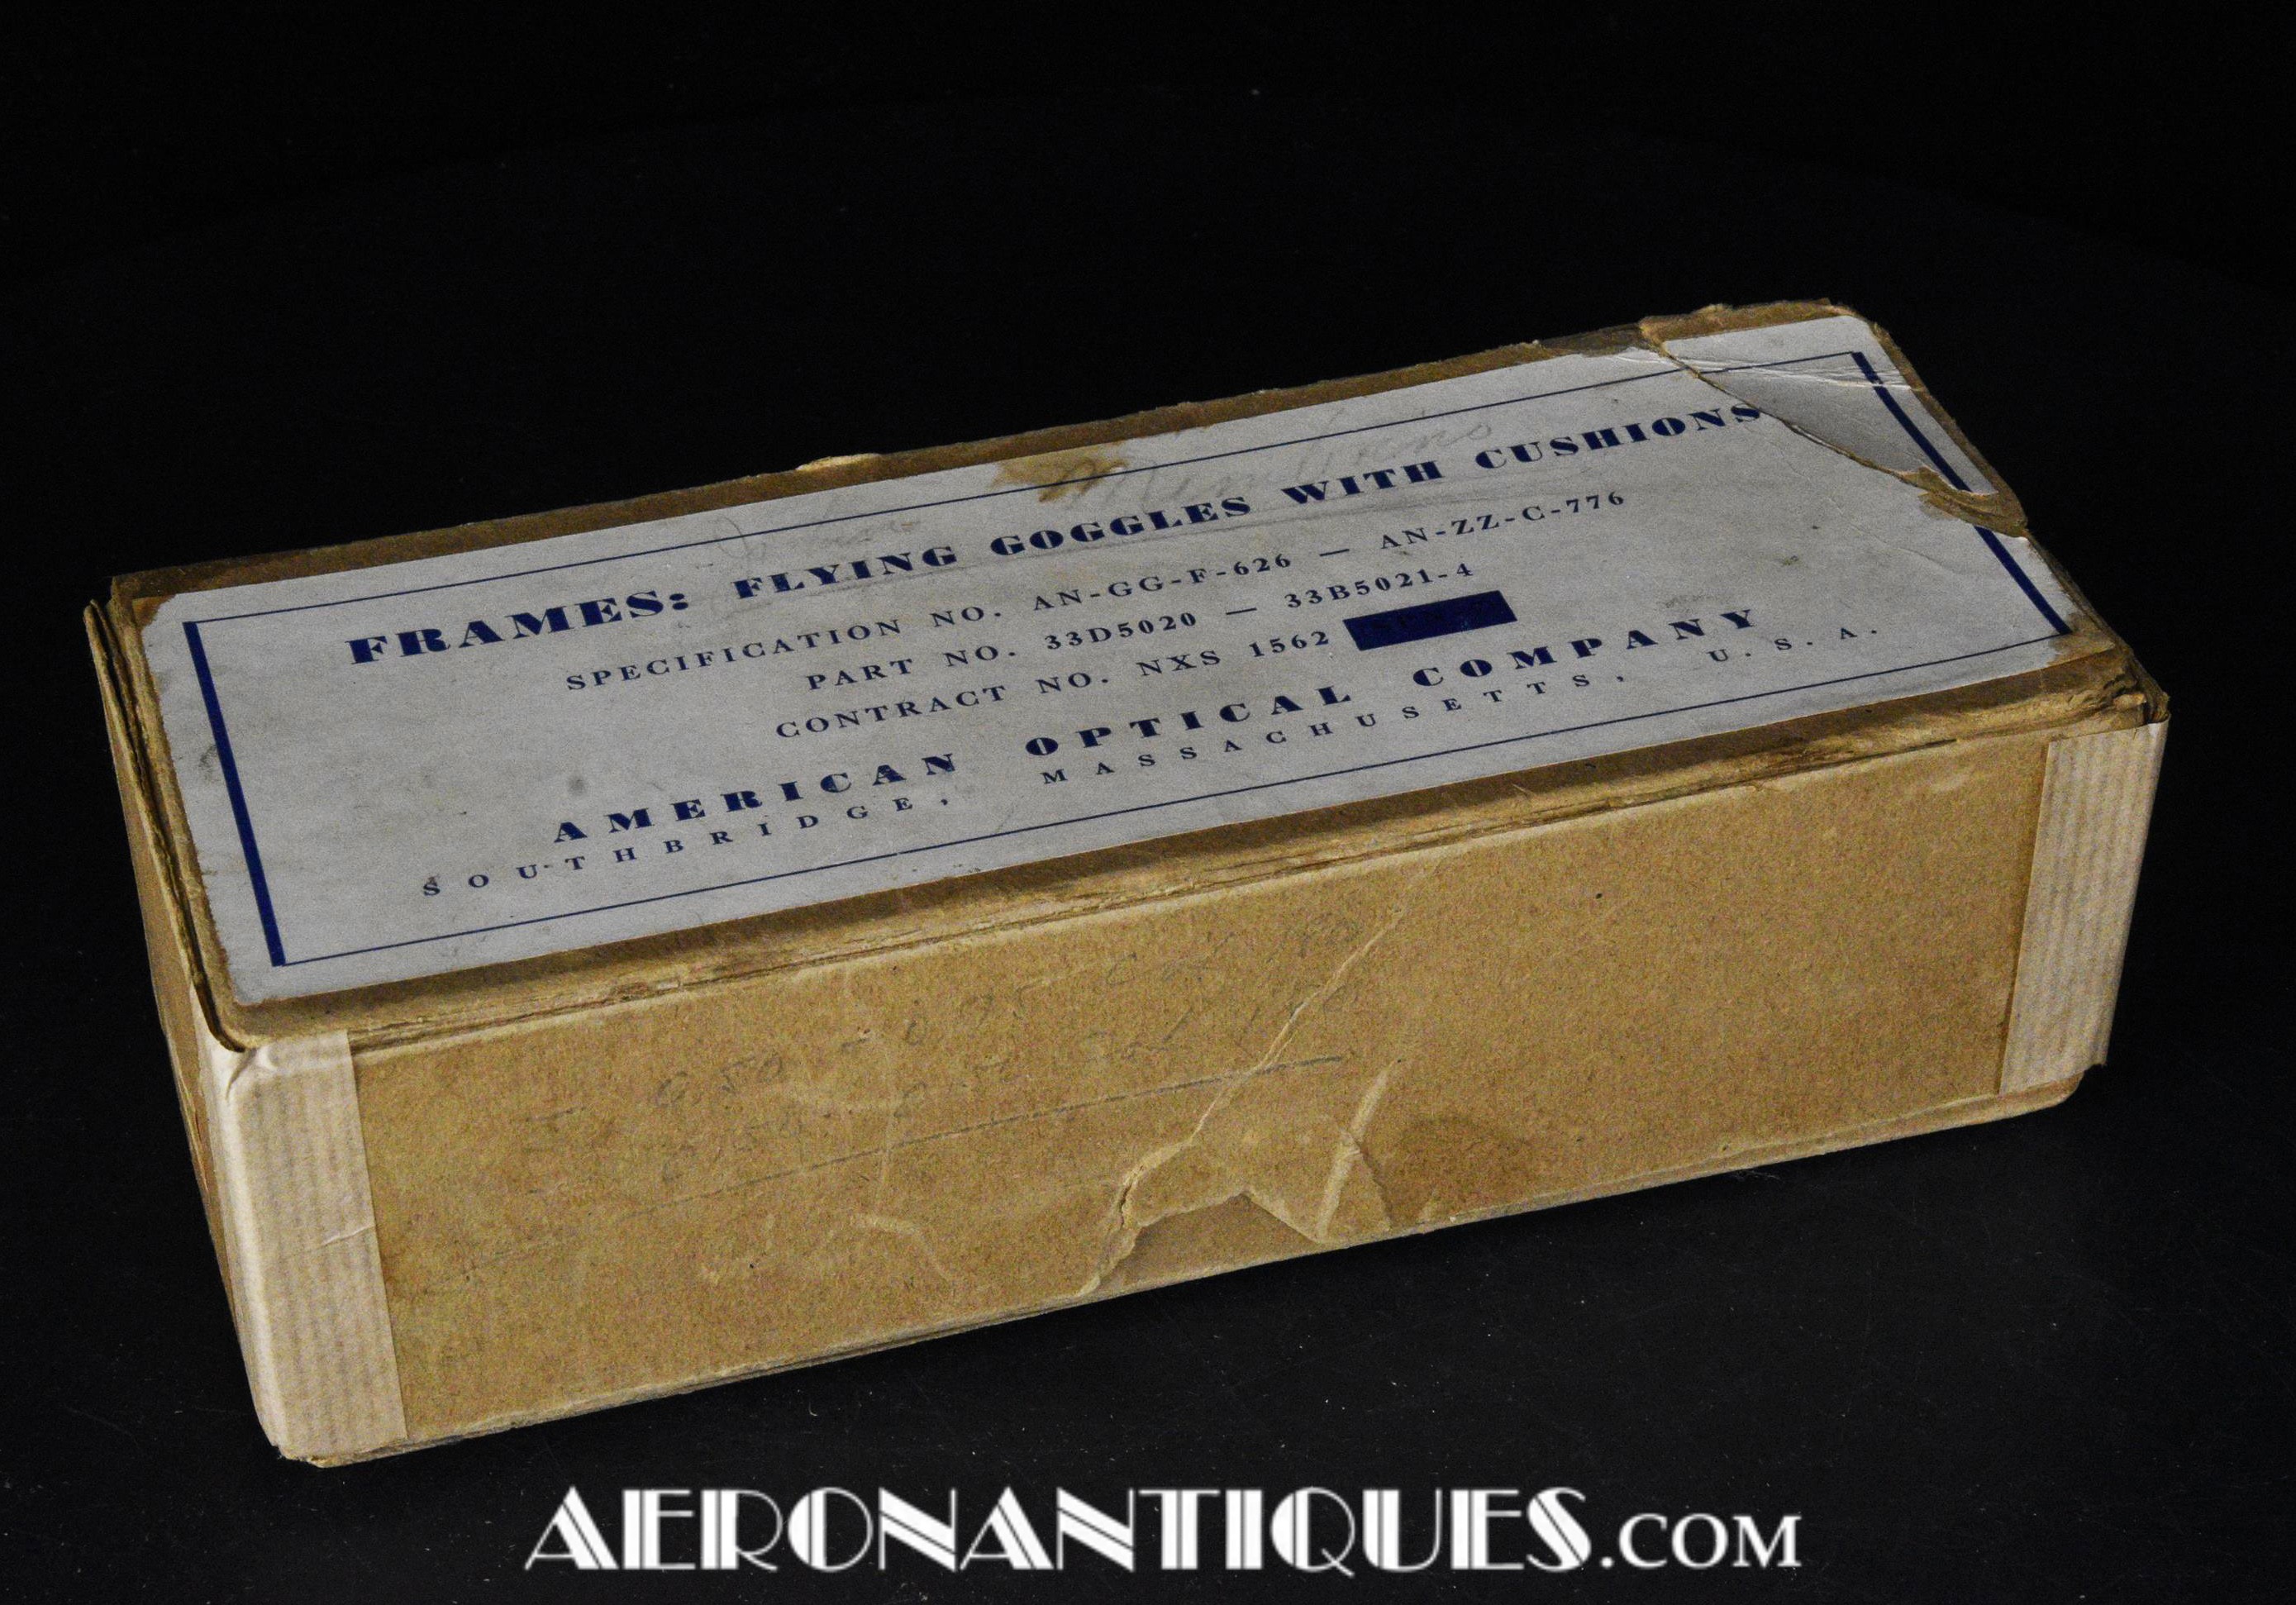 FRAMES: FLYING GOGGLES WITH CUSHIONS
SPECIFICATION NO. AN-GG-F-626 — AN-ZZ-C-776
PART NO. 33D5020 — 33B5021-4
CONTRACT NO. NXS 1562
AMERICAN OPTICAL COMPANY
SOUTHBRIDGE, MASSACHUSETTS, U. S. A.
AERONANTIQUES.COM